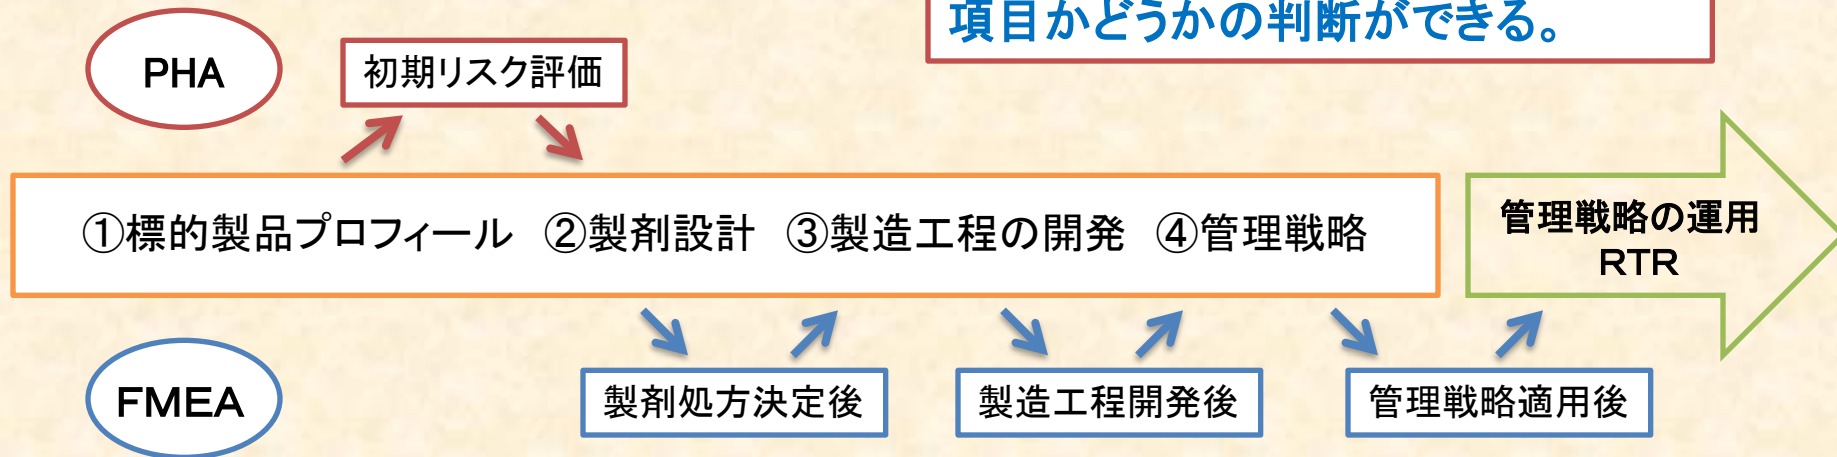 項目かどうかの判断ができる。
PHA
初期リスク評価
①標的製品プロフィール ②製剤設計 ③製造工程の開発 ④管理戦略
管理戦略の運用
RTR
FMEA
製剤処方決定後
製造工程開発後
管理戦略適用後